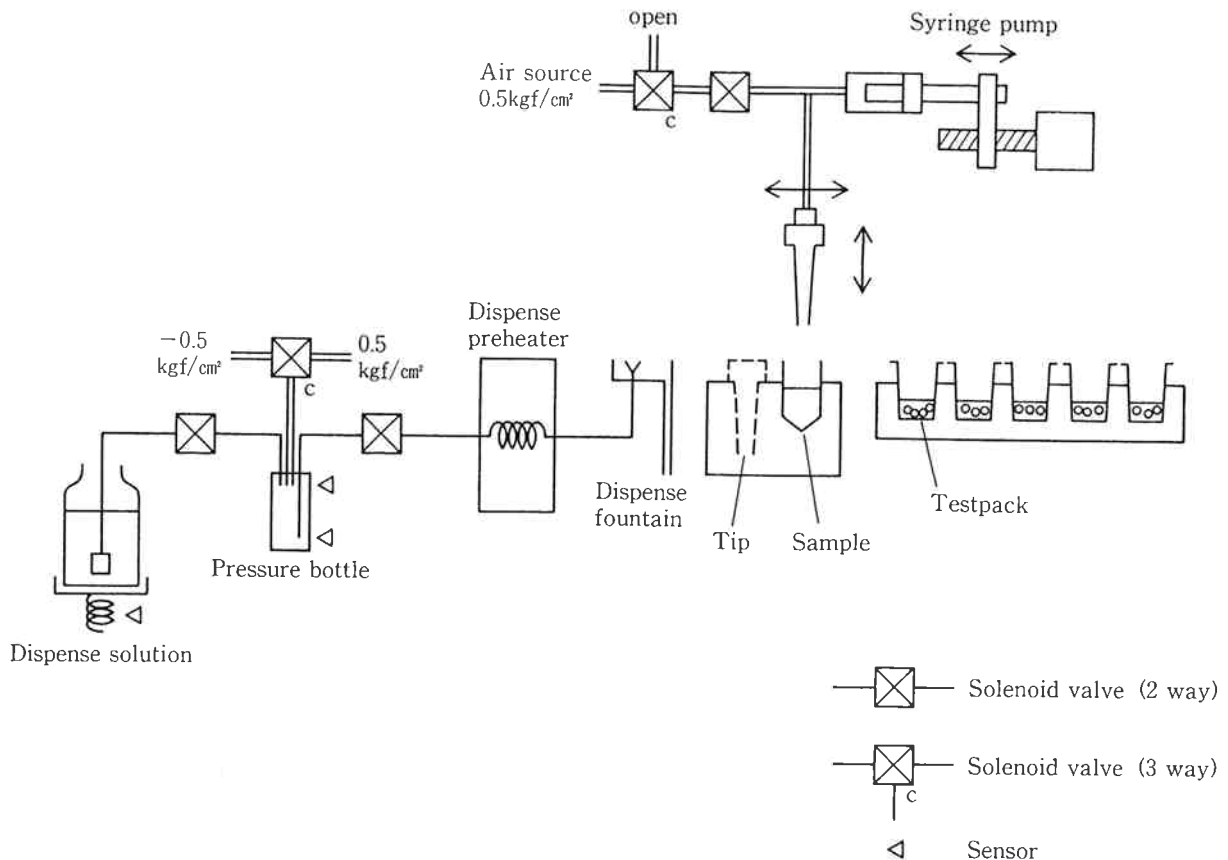 open
Syringe pump
Air source
0.5kgf/cm²
c
Dispense
preheater
−0.5
kgf/cm²
0.5
kgf/cm²
c
Dispense
fountain
Tip
Sample
Testpack
Pressure bottle
Dispense solution
Solenoid valve (2 way)
Solenoid valve (3 way)
c
Sensor